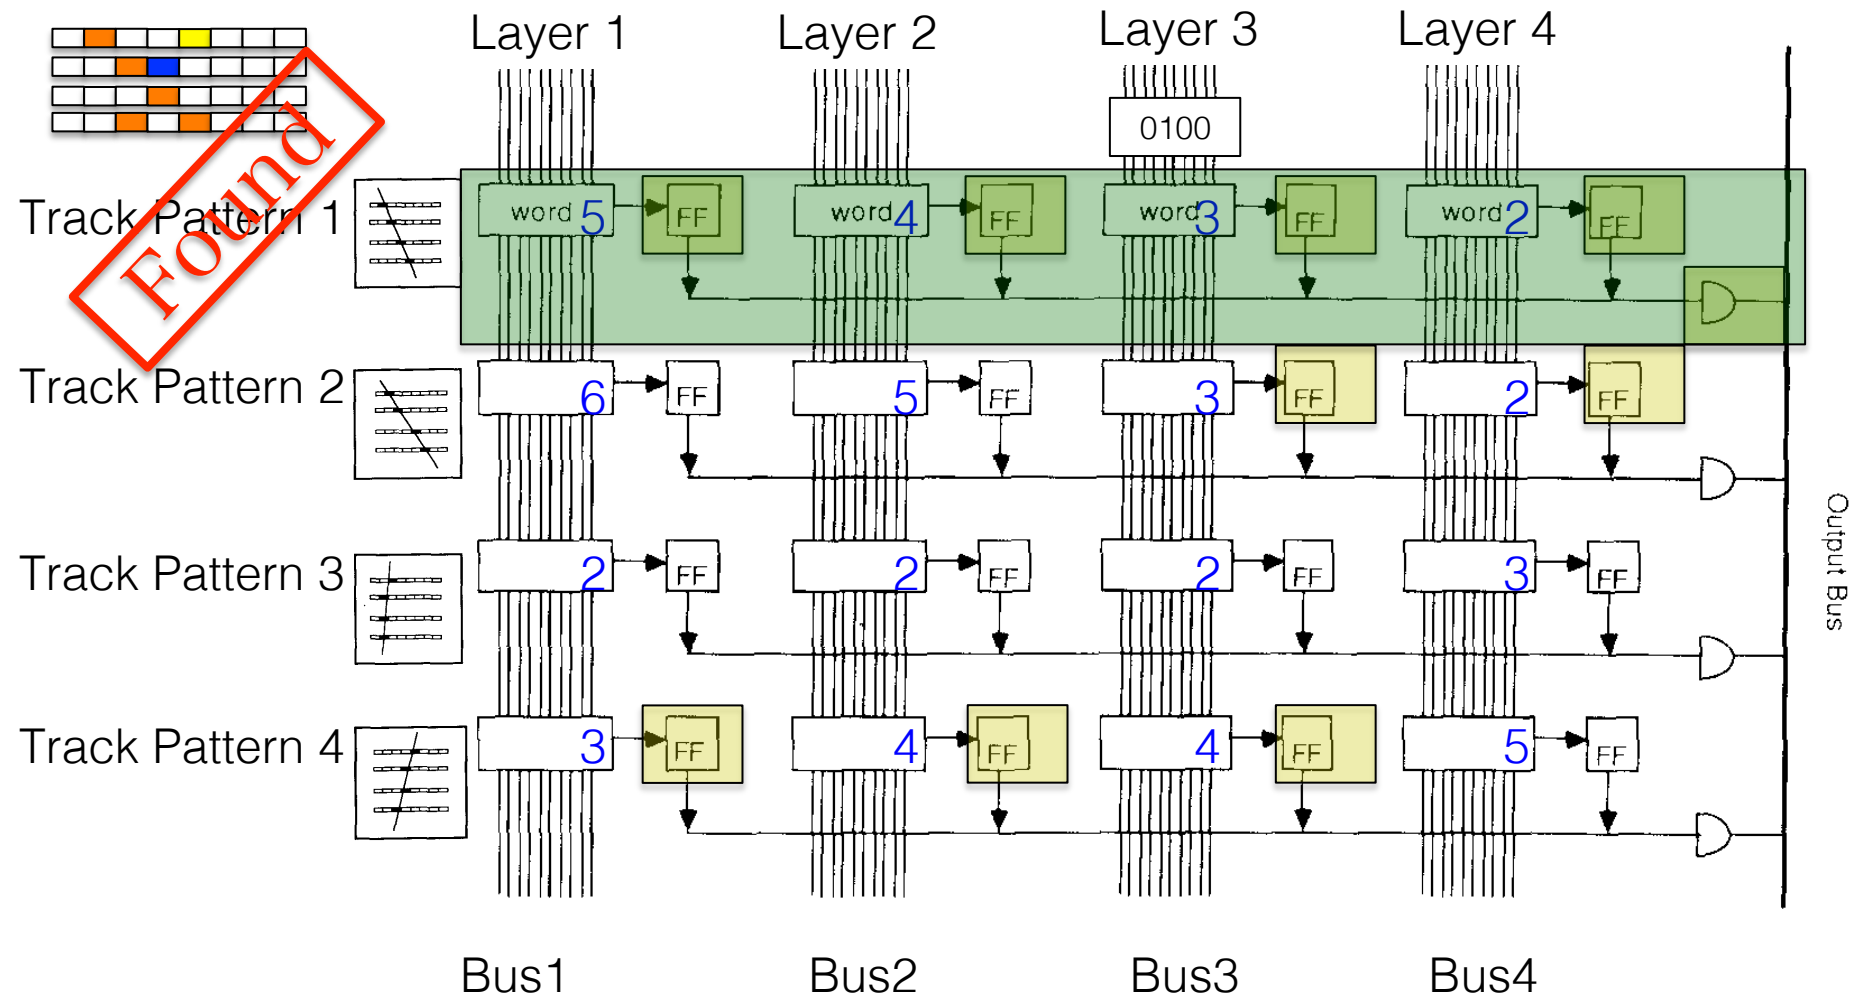 Layer 1 Layer 2 Layer 3 Layer 4
0100
Found
Track Pattern 1 word 5 FF word 4 FF word 3 FF word 2 FF
Track Pattern 2 6 FF 5 FF 3 FF 2 FF
Track Pattern 3 2 FF 2 FF 2 FF 3 FF
Track Pattern 4 3 FF 4 FF 4 FF 5 FF
Output Bus
Bus1 Bus2 Bus3 Bus4